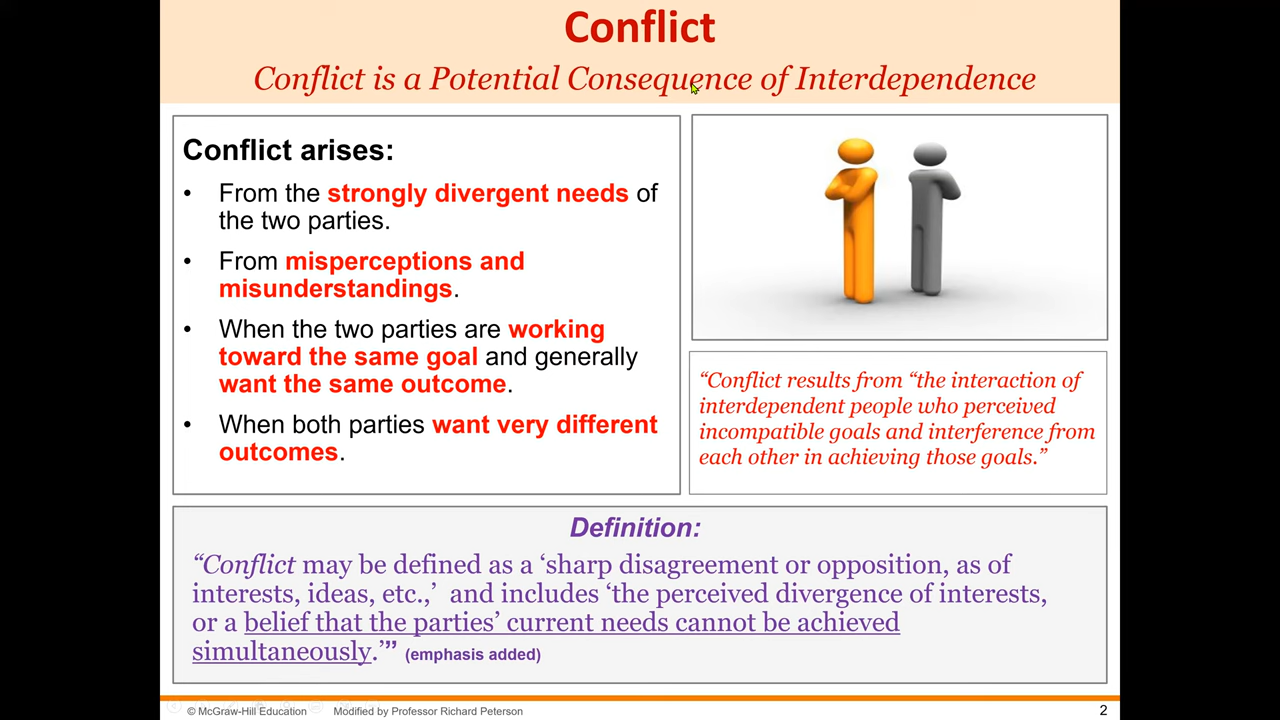 Conflict
Conflict is a Potential Consequence of Interdependence
Conflict arises:
• From the strongly divergent needs of
the two parties.
• From misperceptions and
misunderstandings.
• When the two parties are working
toward the same goal and generally
want the same outcome.
• When both parties want very different
outcomes.
“Conflict results from “the interaction of
interdependent people who perceived
incompatible goals and interference from
each other in achieving those goals.”
Definition:
“Conflict may be defined as a ‘sharp disagreement or opposition, as of
interests, ideas, etc.,’ and includes ‘the perceived divergence of interests,
or a belief that the parties’ current needs cannot be achieved
simultaneously.’” (emphasis added)
© McGraw-Hill Education Modified by Professor Richard Peterson 2